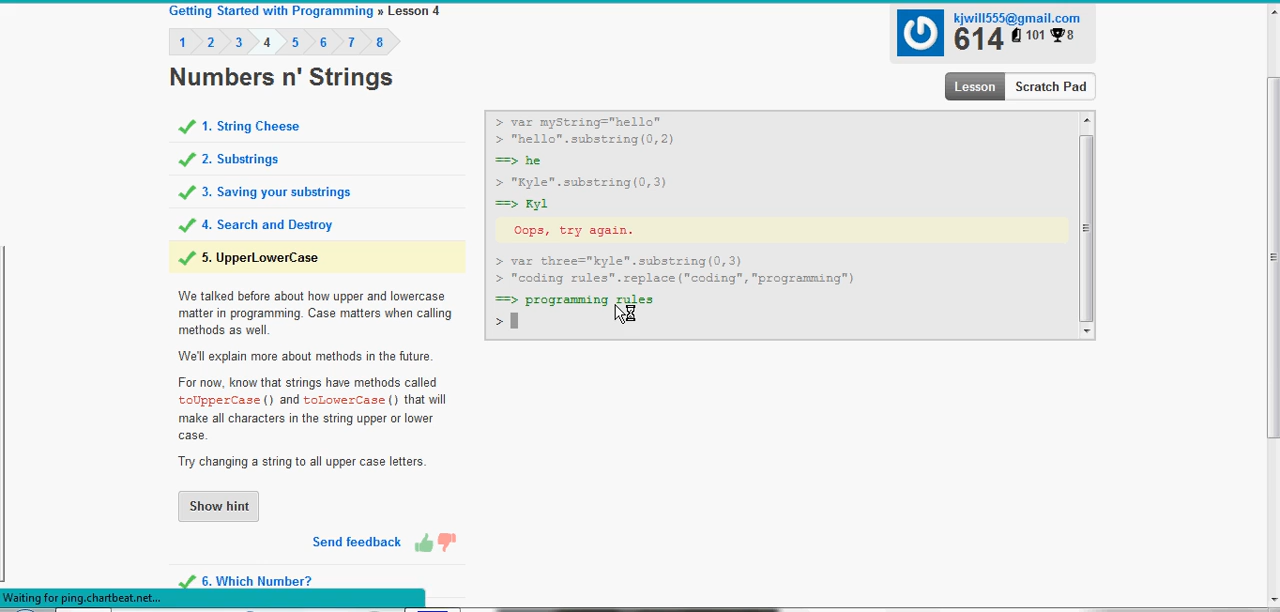 Getting Started with Programming » Lesson 4
1 2 3 4 5 6 7 8
kjwill555@gmail.com
614 101 8
Numbers n' Strings
Lesson Scratch Pad
1. String Cheese
2. Substrings
3. Saving your substrings
4. Search and Destroy
5. UpperLowerCase
We talked before about how upper and lowercase
matter in programming. Case matters when calling
methods as well.
We'll explain more about methods in the future.
For now, know that strings have methods called
toUpperCase() and toLowerCase() that will
make all characters in the string upper or lower
case.
Try changing a string to all upper case letters.
Show hint
Send feedback
6. Which Number?
> var myString="hello"
> "hello".substring(0,2)
==> he
> "Kyle".substring(0,3)
==> Kyl
Oops, try again.
> var three="kyle".substring(0,3)
> "coding rules".replace("coding","programming")
==> programming rules
>
Waiting for ping.chartbeat.net...